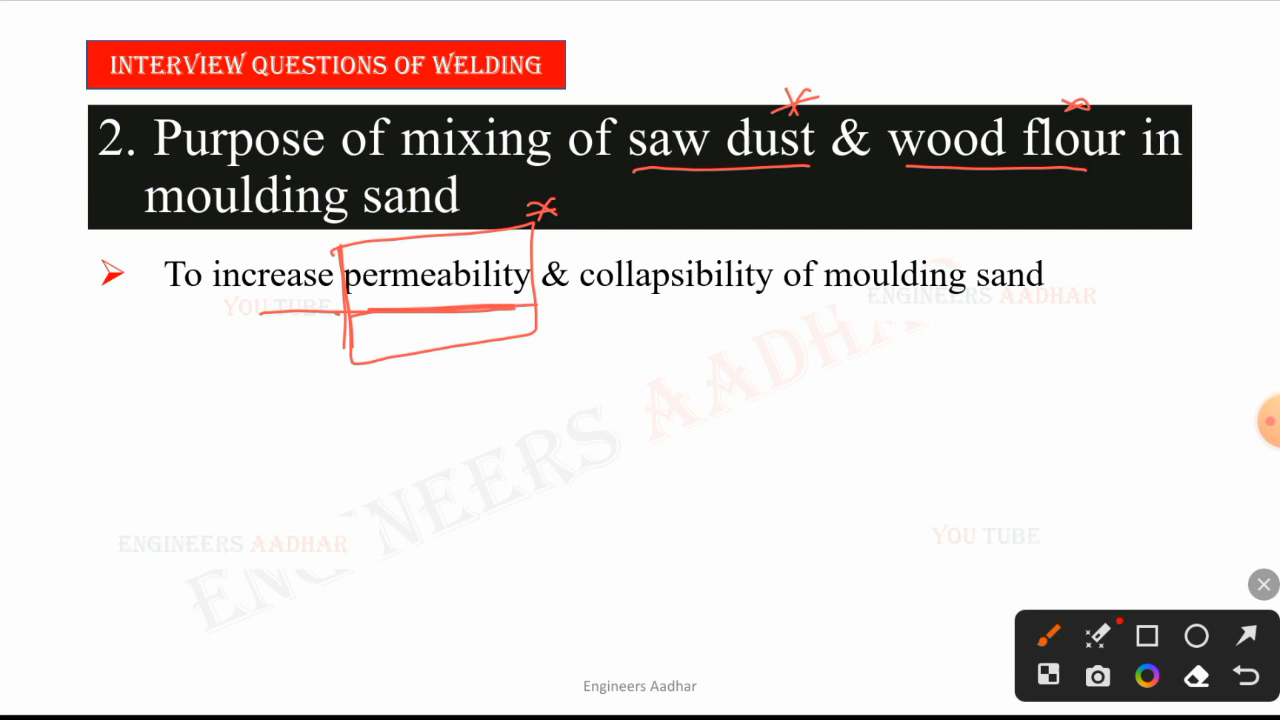 INTERVIEW QUESTIONS OF WELDING
2. Purpose of mixing of saw dust & wood flour in
moulding sand
To increase permeability & collapsibility of moulding sand
YOU TUBE
ENGINEERS AADHAR
ENGINEERS AADHAR
ENGINEERS AADHAR
YOU TUBE
Engineers Aadhar